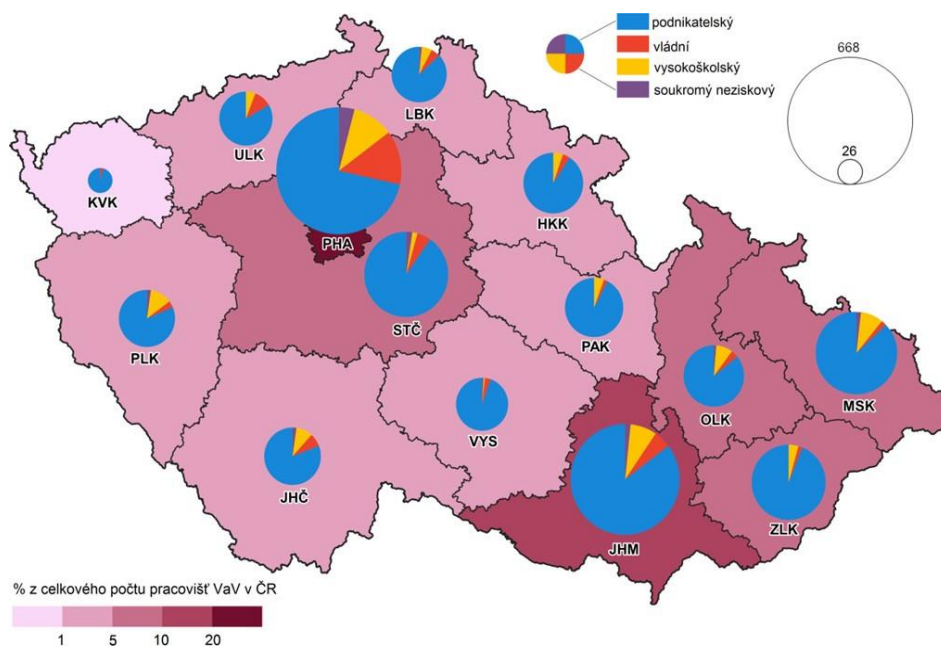 podnikatelský
vládní
vysokoškolský
soukromý neziskový
668
26
LBK
ULK
KVK
HKK
PHA
STČ
PLK
PAK
OLK
MSK
VYS
JHČ
ZLK
JHM
% z celkového počtu pracovišť VaV v ČR
1 5 10 20